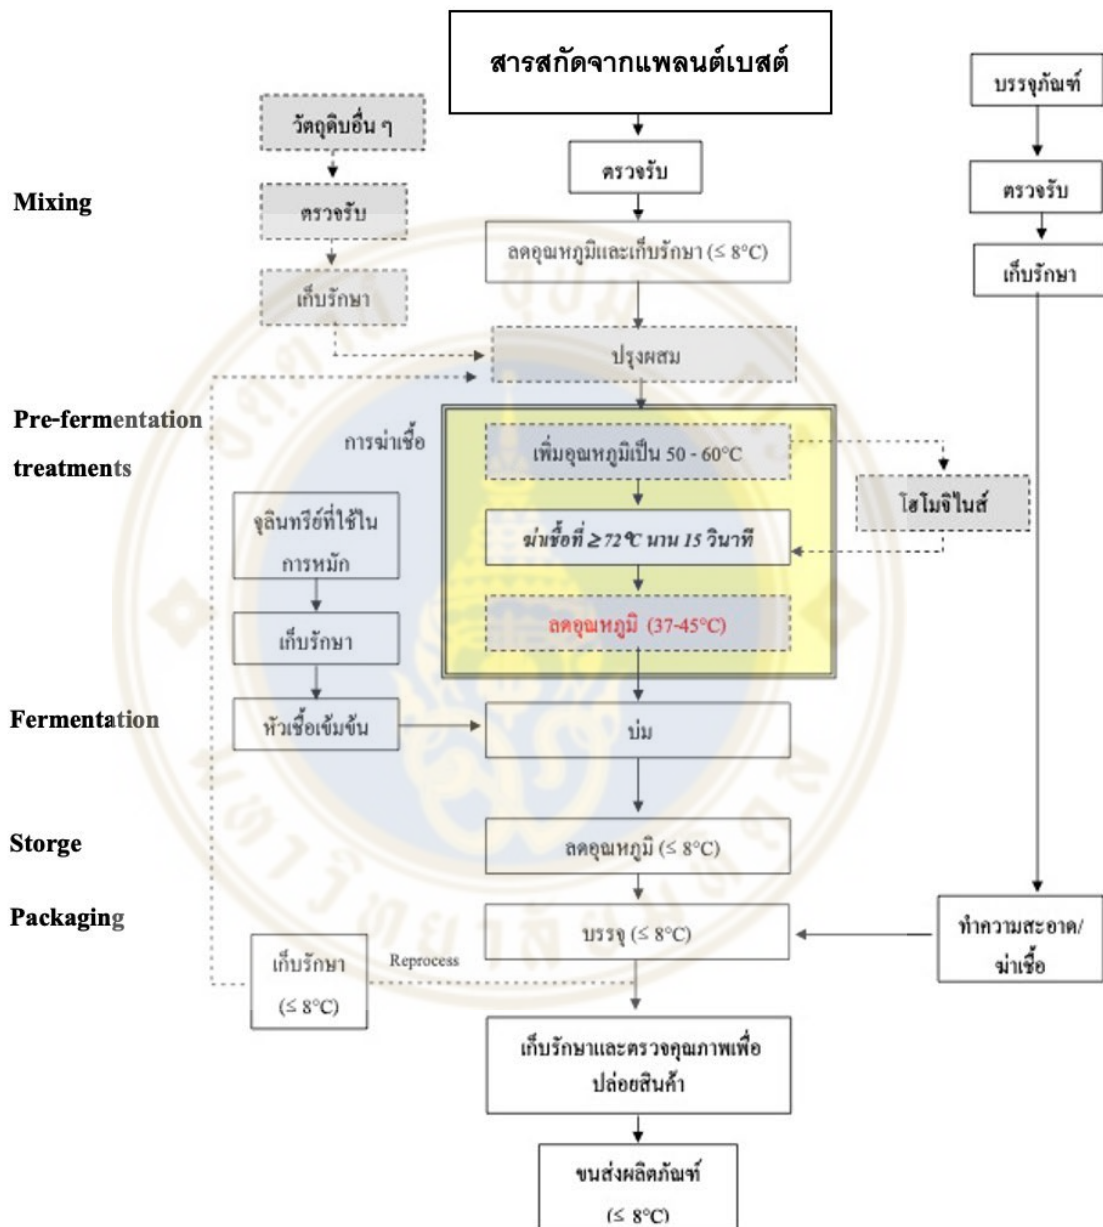 สารสกัดจากแพลนต์เบสต์
บรรจุภัณฑ์
วัตถุดิบอื่น ๆ
ตรวจรับ
ตรวจรับ
Mixing
ตรวจรับ
ลดอุณหภูมิและเก็บรักษา (≤ 8°C)
เก็บรักษา
เก็บรักษา
ปรุงผสม
Pre-fermentation
treatments
การฆ่าเชื้อ
เพิ่มอุณหภูมิเป็น 50 - 60°C
โฮโมจิไนส์
จุลินทรีย์ที่ใช้ใน
การหมัก
ฆ่าเชื้อที่ ≥ 72°C นาน 15 วินาที
เก็บรักษา
ลดอุณหภูมิ (37-45°C)
Fermentation
หัวเชื้อเข้มข้น
บ่ม
Storge
ลดอุณหภูมิ (≤ 8°C)
Packaging
บรรจุ (≤ 8°C)
ทำความสะอาด/
ฆ่าเชื้อ
เก็บรักษา
(≤ 8°C)
Reprocess
เก็บรักษาและตรวจคุณภาพเพื่อ
ปล่อยสินค้า
ขนส่งผลิตภัณฑ์
(≤ 8°C)
มหาวิทยาลัยมหิดล